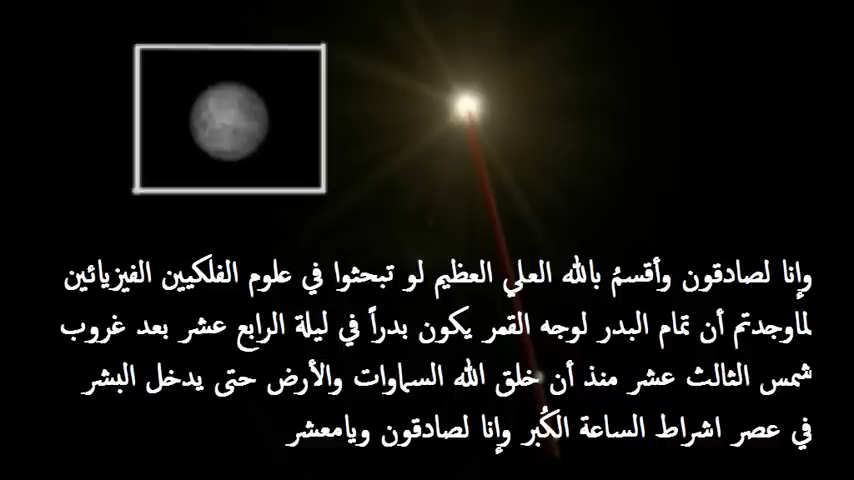 وإنا لصادقون وأقسمُ بالله العلي العظيم لو تبحثوا في علوم الفلكيين الفيزيائين
لماوجدتم أن تمام البدر لوجه القمر يكون بدراً في ليلة الرابع عشر بعد غروب
شمس الثالث عشر منذ أن خلق الله السماوات والأرض حتى يدخل البشر
في عصر اشراط الساعة الكُبر وإنا لصادقون ويامعشر